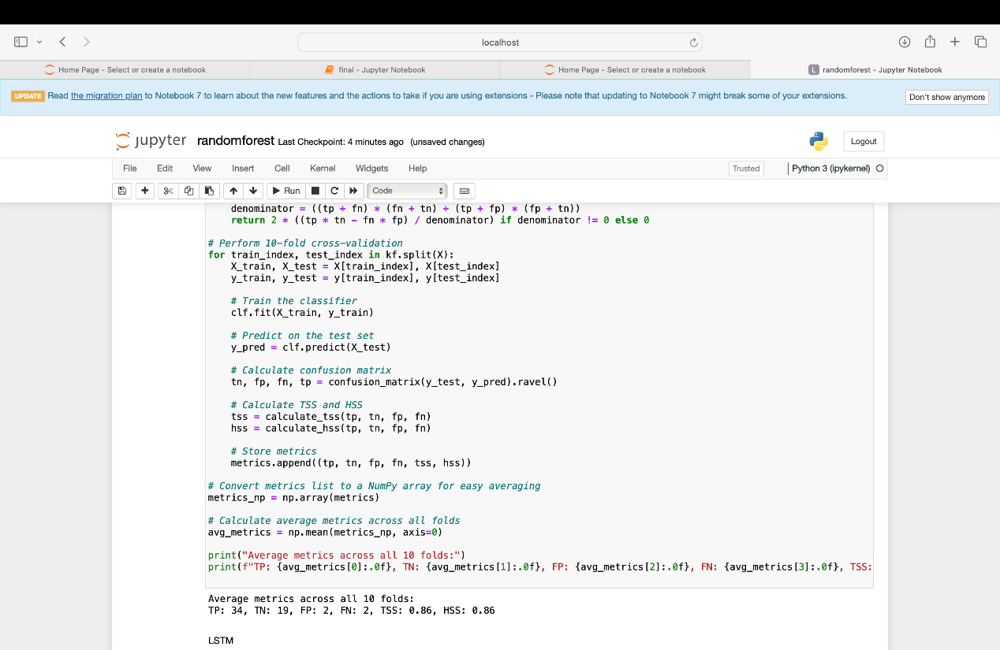 localhost
Home Page - Select or create a notebook
final - Jupyter Notebook
Home Page - Select or create a notebook
L randomforest - Jupyter Notebook
UPDATE Read the migration plan to Notebook 7 to learn about the new features and the actions to take if you are using extensions - Please note that updating to Notebook 7 might break some of your extensions.
Don't show anymore
jupyter randomforest Last Checkpoint: 4 minutes ago (unsaved changes)
Logout
File Edit View Insert Cell Kernel Widgets Help
Trusted
Python 3 (ipykernel)
Run
Code
denominator = ((tp + fn) * (fn + tn) + (tp + fp) * (fp + tn))
return 2 * ((tp * tn - fn * fp) / denominator) if denominator != 0 else 0
# Perform 10-fold cross-validation
for train_index, test_index in kf.split(X):
X_train, X_test = X[train_index], X[test_index]
y_train, y_test = y[train_index], y[test_index]
# Train the classifier
clf.fit(X_train, y_train)
# Predict on the test set
y_pred = clf.predict(X_test)
# Calculate confusion matrix
tn, fp, fn, tp = confusion_matrix(y_test, y_pred).ravel()
# Calculate TSS and HSS
tss = calculate_tss(tp, tn, fp, fn)
hss = calculate_hss(tp, tn, fp, fn)
# Store metrics
metrics.append((tp, tn, fp, fn, tss, hss))
# Convert metrics list to a NumPy array for easy averaging
metrics_np = np.array(metrics)
# Calculate average metrics across all folds
avg_metrics = np.mean(metrics_np, axis=0)
print("Average metrics across all 10 folds:")
print(f"TP: {avg_metrics[0]:.0f}, TN: {avg_metrics[1]:.0f}, FP: {avg_metrics[2]:.0f}, FN: {avg_metrics[3]:.0f}, TSS:
Average metrics across all 10 folds:
TP: 34, TN: 19, FP: 2, FN: 2, TSS: 0.86, HSS: 0.86
LSTM